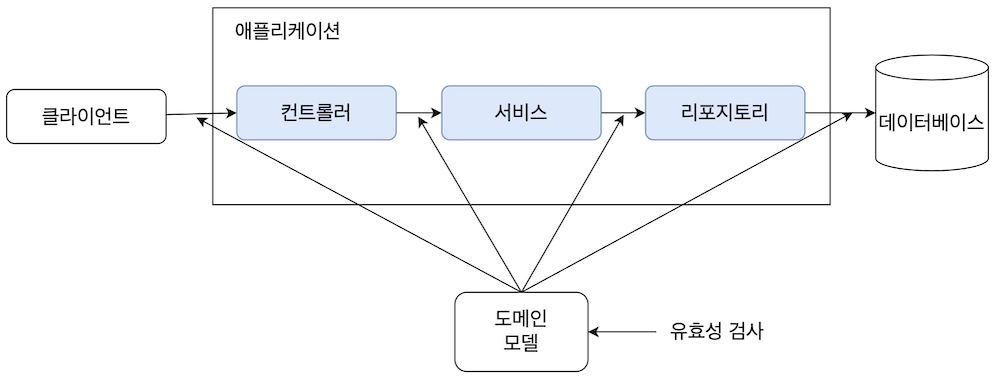 애플리케이션
클라이언트
컨트롤러
서비스
리포지토리
데이터베이스
도메인
모델
유효성 검사